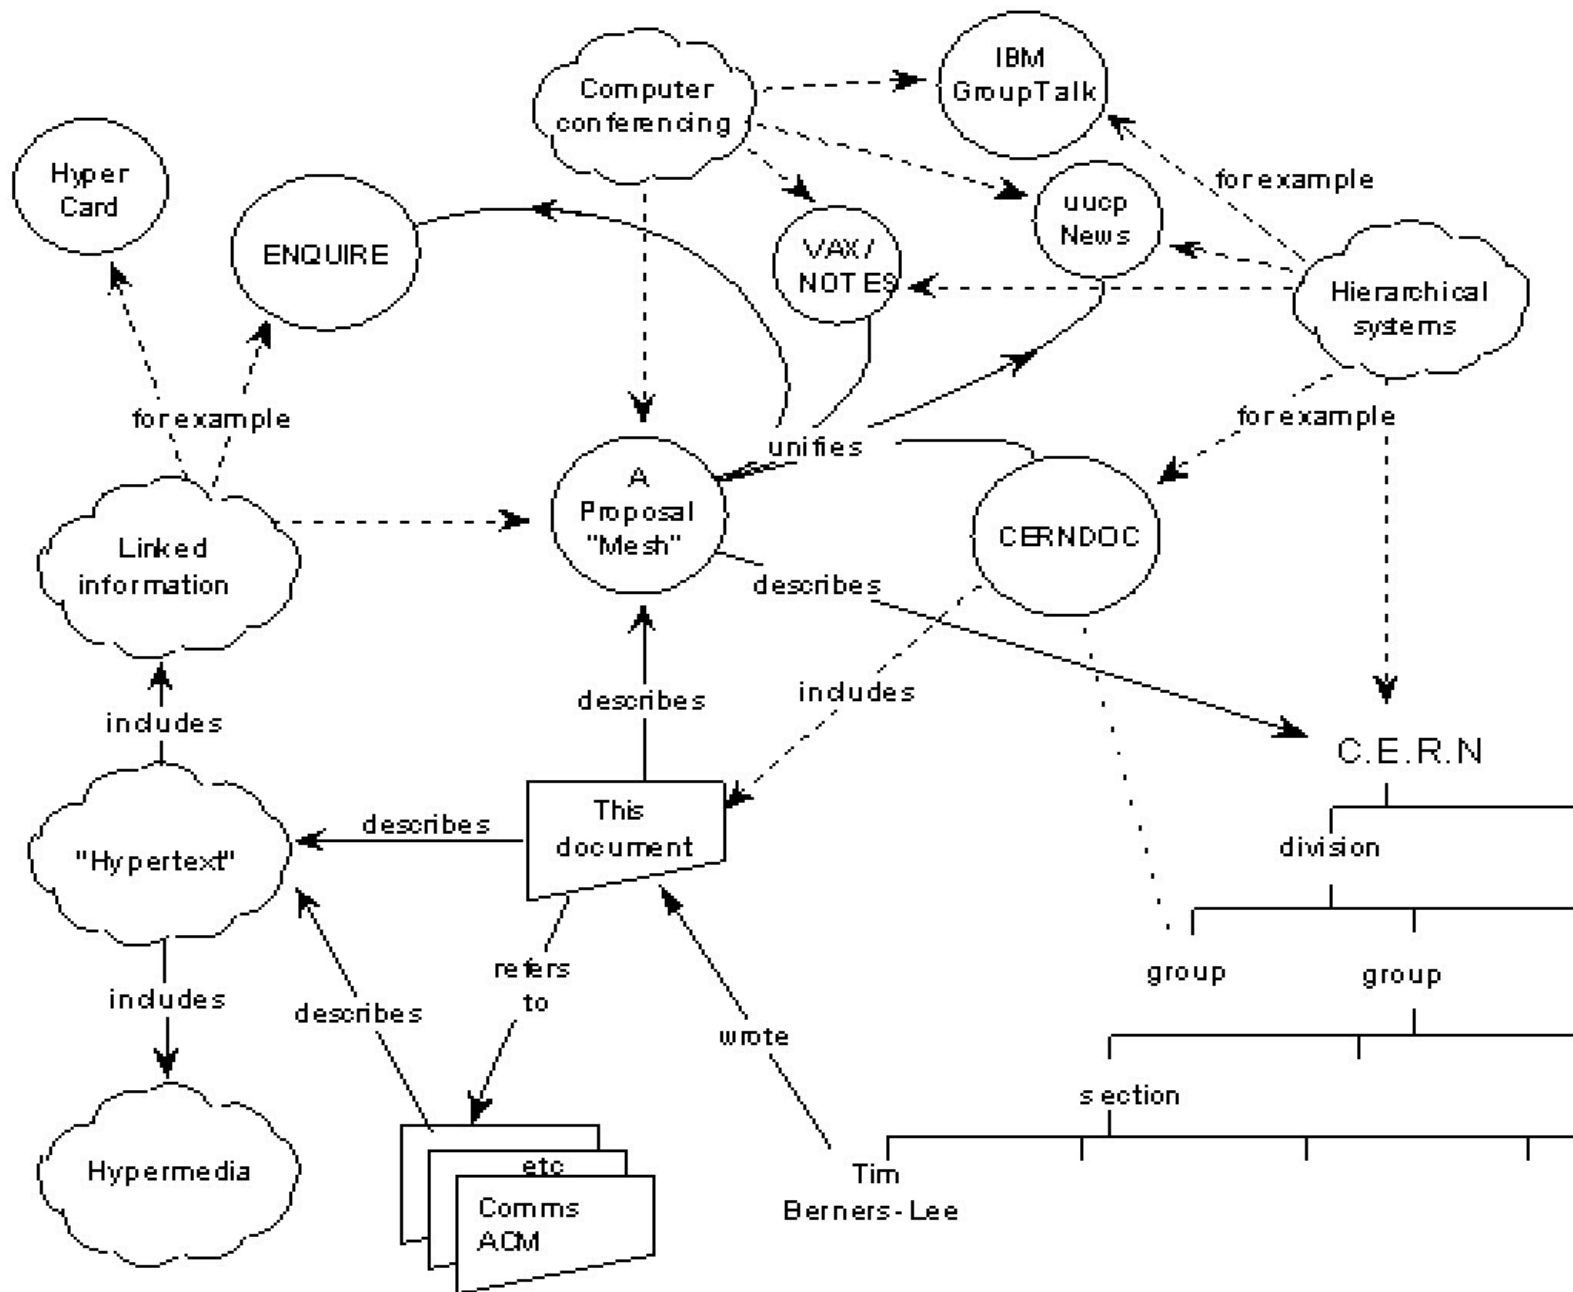 IBM
GroupTalk
Computer
conferencing
Hyper
Card
for example
uucp
News
ENQUIRE
VAX/
NOTES
Hierarchical
systems
for example
for example
unifies
A
Proposal
"Mesh"
CERNDOC
Linked
information
describes
includes
describes
includes
C.E.R.N
This
document
describes
division
"Hypertext"
refers
to
group
group
includes
describes
wrote
section
Hypermedia
etc
Comms
ACM
Tim
Berners-Lee